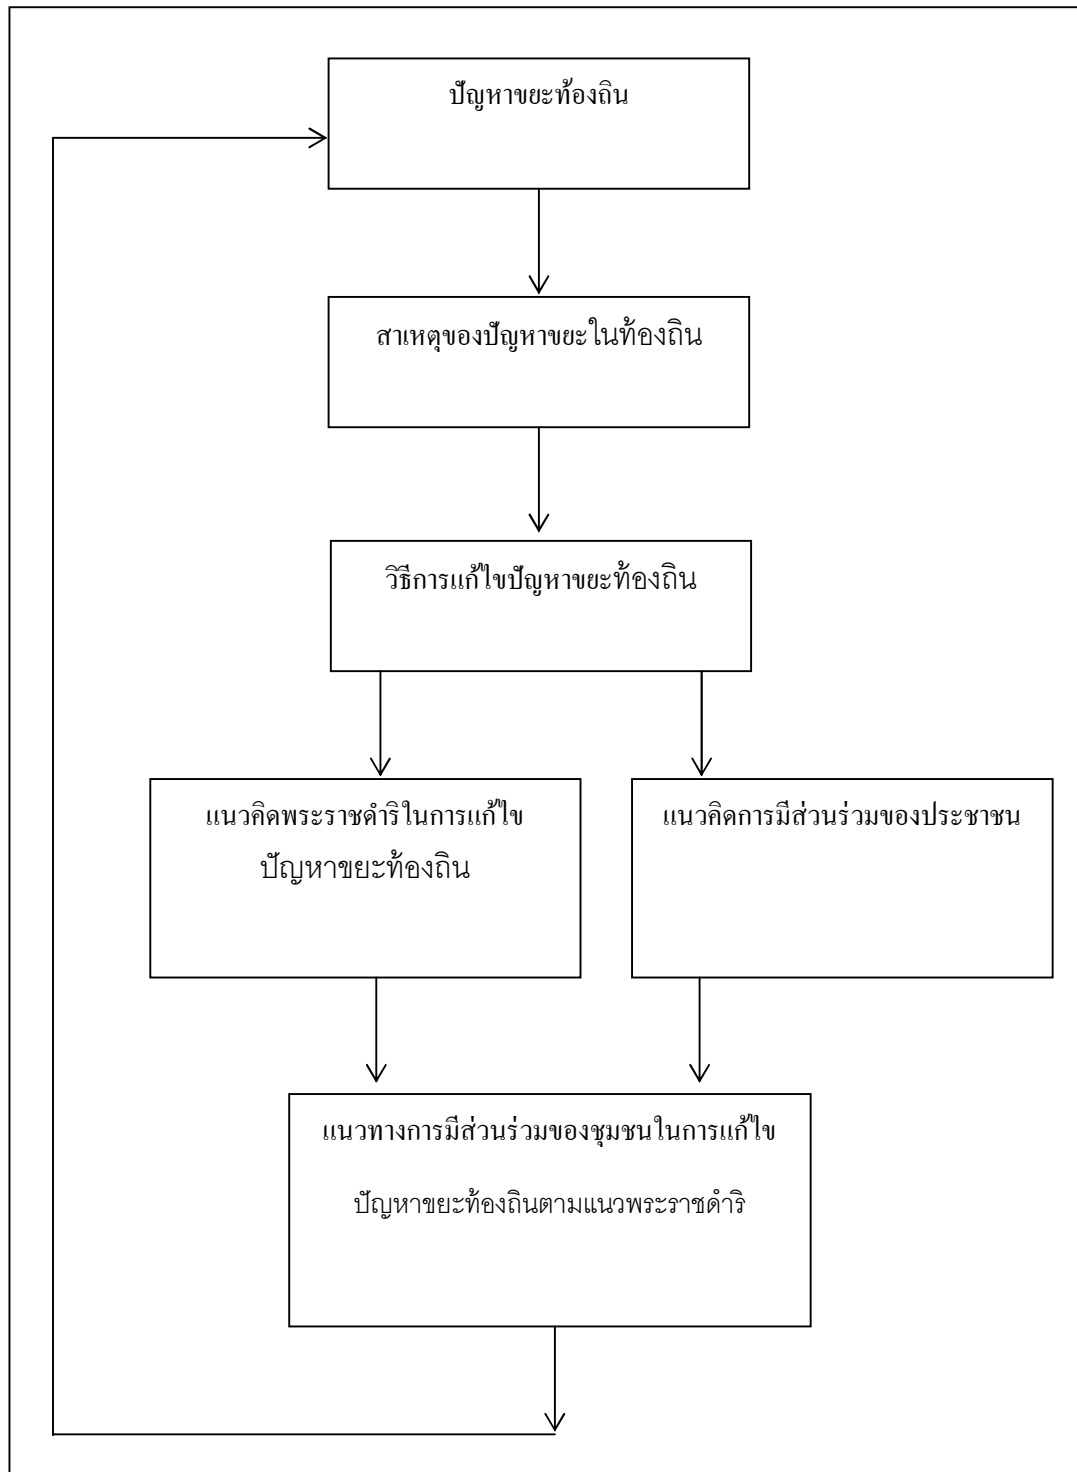 ปัญหาขยะท้องถิน
สาเหตุของปัญหาขยะในท้องถิน
วิธีการแก้ไขปัญหาขยะท้องถิน
แนวคิดพระราชดำริในการแก้ไข
ปัญหาขยะท้องถิน
แนวคิดการมีส่วนร่วมของประชาชน
แนวทางการมีส่วนร่วมของชุมชนในการแก้ไข
ปัญหาขยะท้องถินตามแนวพระราชดำริ